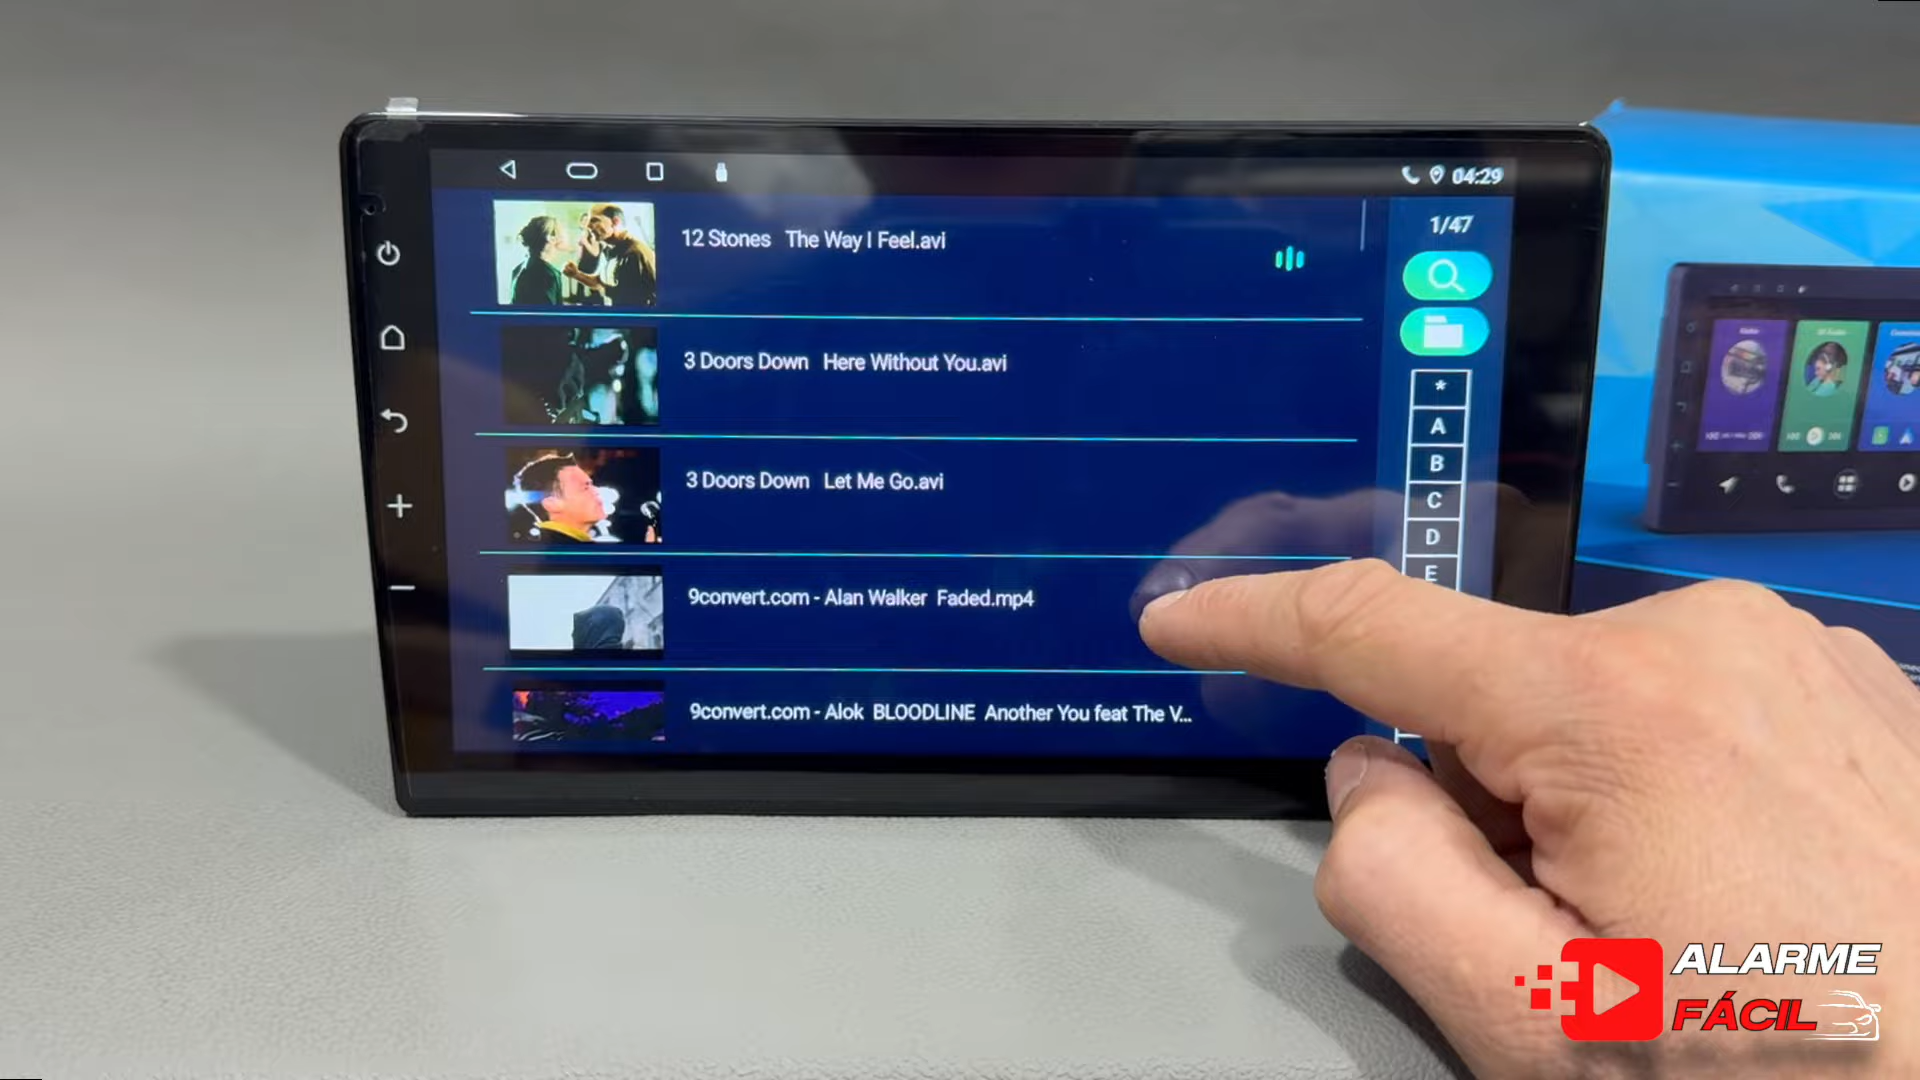 04:29
1/47
12 Stones The Way I Feel.avi
3 Doors Down Here Without You.avi
3 Doors Down Let Me Go.avi
9convert.com - Alan Walker Faded.mp4
9convert.com - Alok BLOODLINE Another You feat The V...
*
A
B
C
D
E
ALARME
FÁCIL